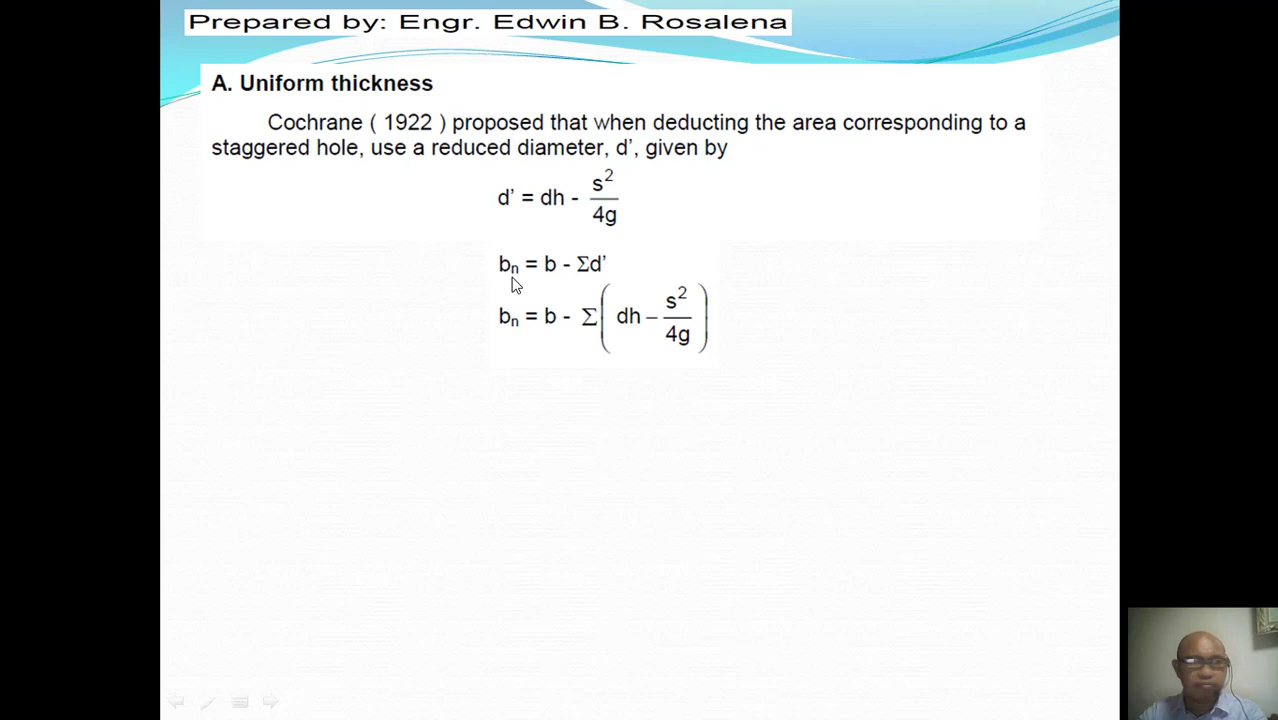 Prepared by: Engr. Edwin B. Rosalena
A. Uniform thickness
Cochrane ( 1922 ) proposed that when deducting the area corresponding to a
staggered hole, use a reduced diameter, d’, given by
d’ = dh - s²/4g
bₙ = b - Σd’
bₙ = b - Σ( dh – s²/4g )